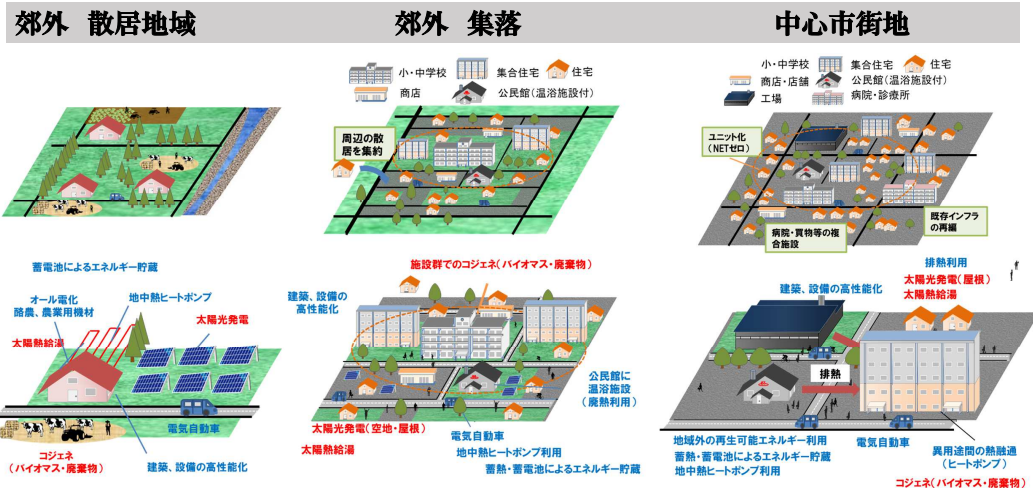 郊外 散居地域
郊外 集落
中心市街地
小・中学校
集合住宅
住宅
商店
公民館(温浴施設付)
周辺の散
居を集約
小・中学校
集合住宅
住宅
商店・店舗
公民館(温浴施設付)
工場
病院・診療所
ユニット化
(NETゼロ)
病院・買物等の複
合施設
既存インフラ
の再編
蓄電池によるエネルギー貯蔵
オール電化
酪農、農業用機材
地中熱ヒートポンプ
太陽熱給湯
太陽光発電
電気自動車
コジェネ
(バイオマス・廃棄物)
建築、設備の高性能化
施設群でのコジェネ(バイオマス・廃棄物)
建築、設備の
高性能化
公民館に
温浴施設
(廃熱利用)
太陽光発電(空地・屋根)
太陽熱給湯
電気自動車
地中熱ヒートポンプ利用
蓄熱・蓄電池によるエネルギー貯蔵
排熱利用
太陽光発電(屋根)
太陽熱給湯
建築、設備の高性能化
排熱
地域外の再生可能エネルギー利用
蓄熱・蓄電池によるエネルギー貯蔵
地中熱ヒートポンプ利用
電気自動車
異用途間の熱融通
(ヒートポンプ)
コジェネ(バイオマス・廃棄物)